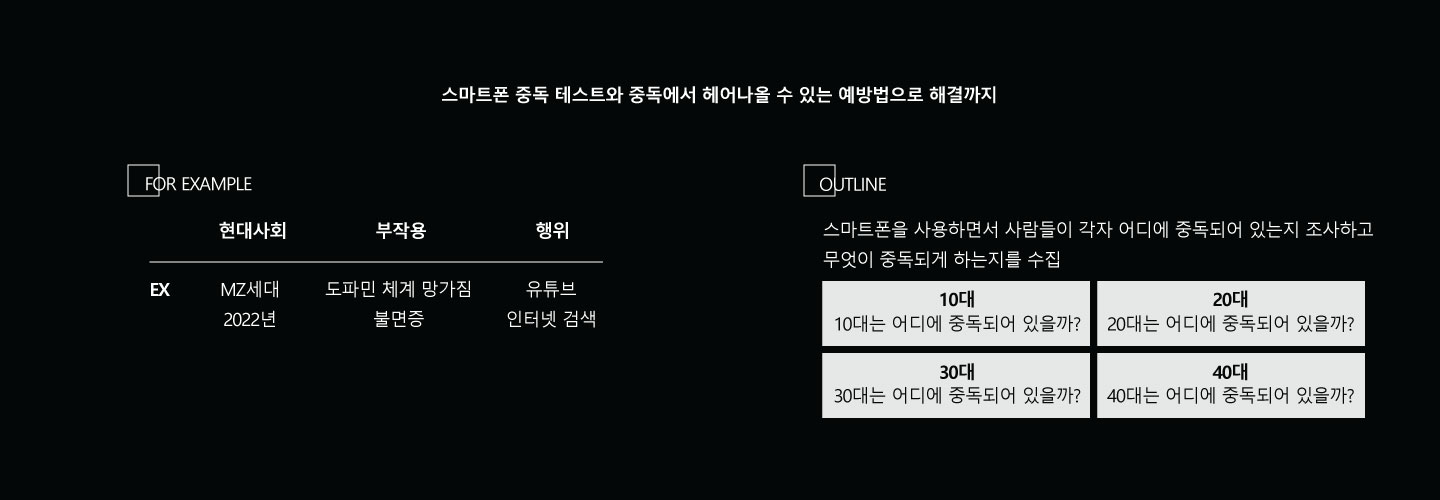 스마트폰 중독 테스트와 중독에서 헤어나올 수 있는 예방법으로 해결까지
FOR EXAMPLE
현대사회 부작용 행위
EX MZ세대 도파민 체계 망가짐 유튜브
2022년 불면증 인터넷 검색
OUTLINE
스마트폰을 사용하면서 사람들이 각자 어디에 중독되어 있는지 조사하고
무엇이 중독되게 하는지를 수집
10대
10대는 어디에 중독되어 있을까?
20대
20대는 어디에 중독되어 있을까?
30대
30대는 어디에 중독되어 있을까?
40대
40대는 어디에 중독되어 있을까?